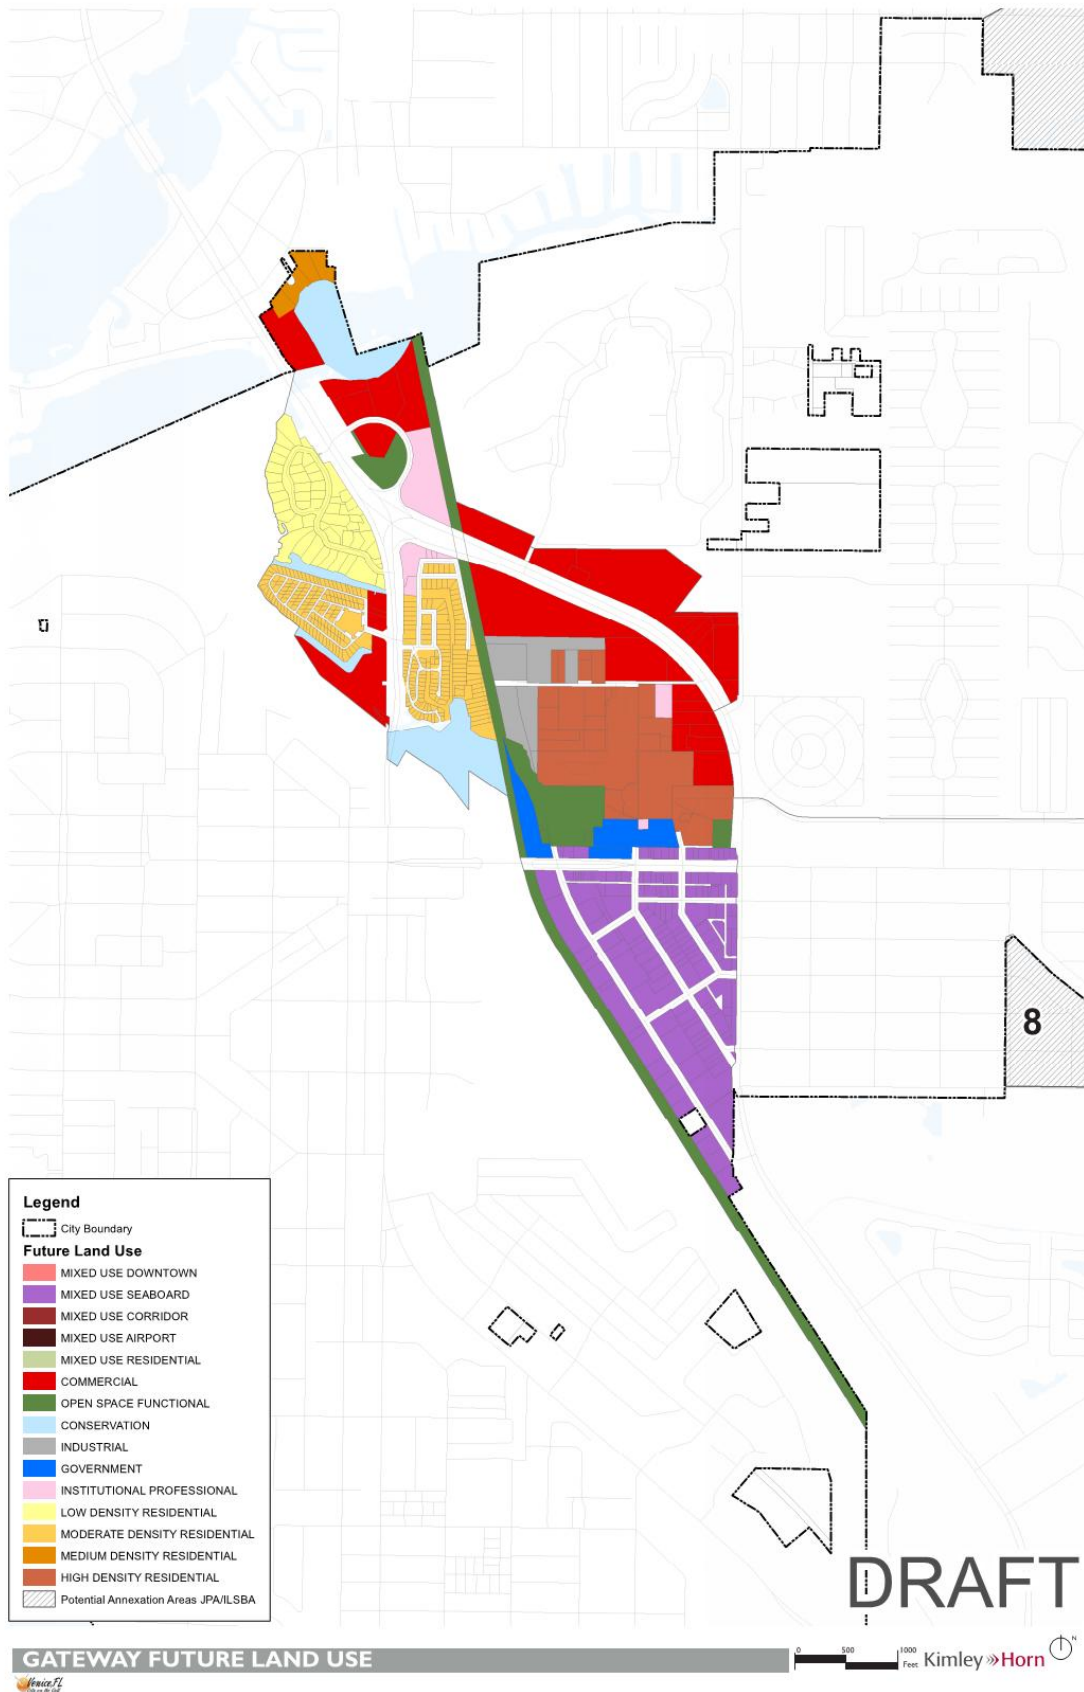 8
Legend
City Boundary
Future Land Use
MIXED USE DOWNTOWN
MIXED USE SEABOARD
MIXED USE CORRIDOR
MIXED USE AIRPORT
MIXED USE RESIDENTIAL
COMMERCIAL
OPEN SPACE FUNCTIONAL
CONSERVATION
INDUSTRIAL
GOVERNMENT
INSTITUTIONAL PROFESSIONAL
LOW DENSITY RESIDENTIAL
MODERATE DENSITY RESIDENTIAL
MEDIUM DENSITY RESIDENTIAL
HIGH DENSITY RESIDENTIAL
Potential Annexation Areas JPA/ILSBA
DRAFT
GATEWAY FUTURE LAND USE
0 500 1000
Feet
Kimley»Horn
N
Venice, FL